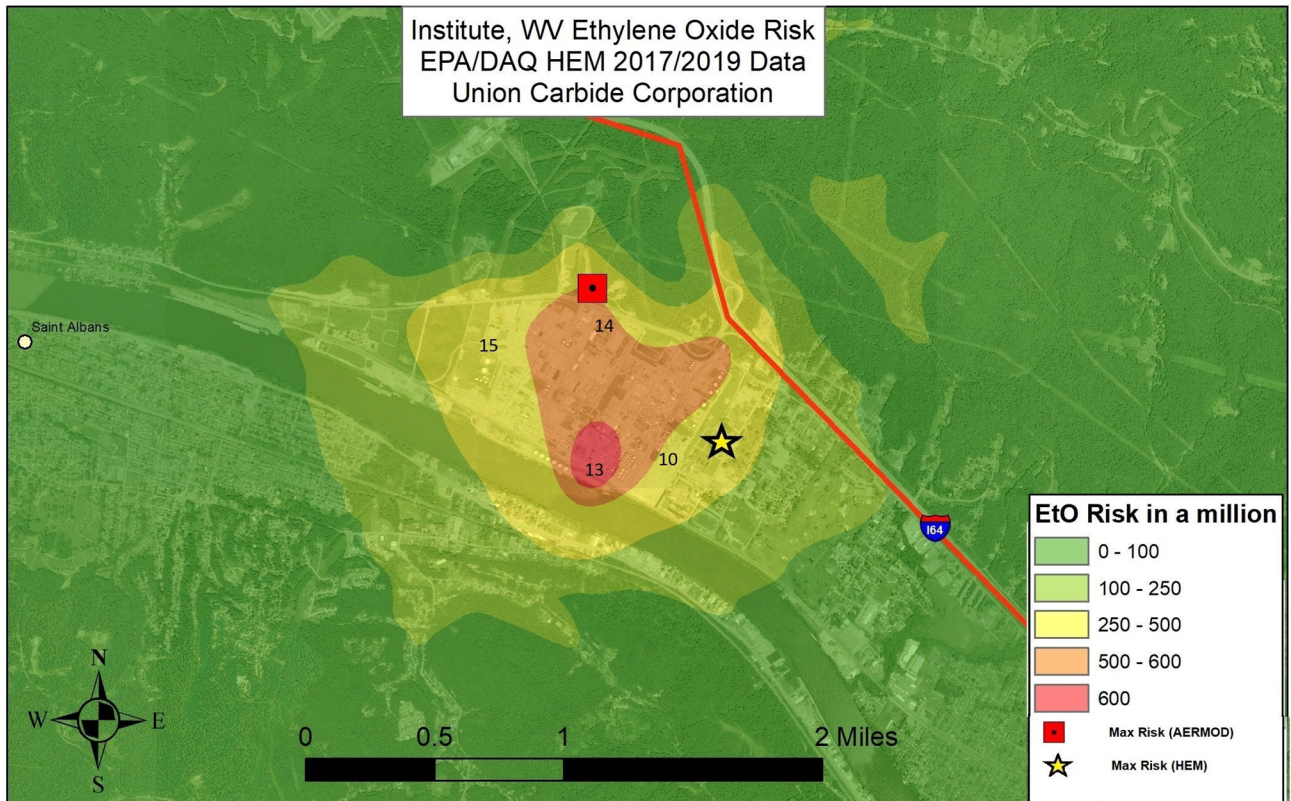 Institute, WV Ethylene Oxide Risk
EPA/DAQ HEM 2017/2019 Data
Union Carbide Corporation
Saint Albans
14
15
10
13
I64
N
W E
S
0 0.5 1 2 Miles
EtO Risk in a million
0 - 100
100 - 250
250 - 500
500 - 600
600
Max Risk (AERMOD)
Max Risk (HEM)